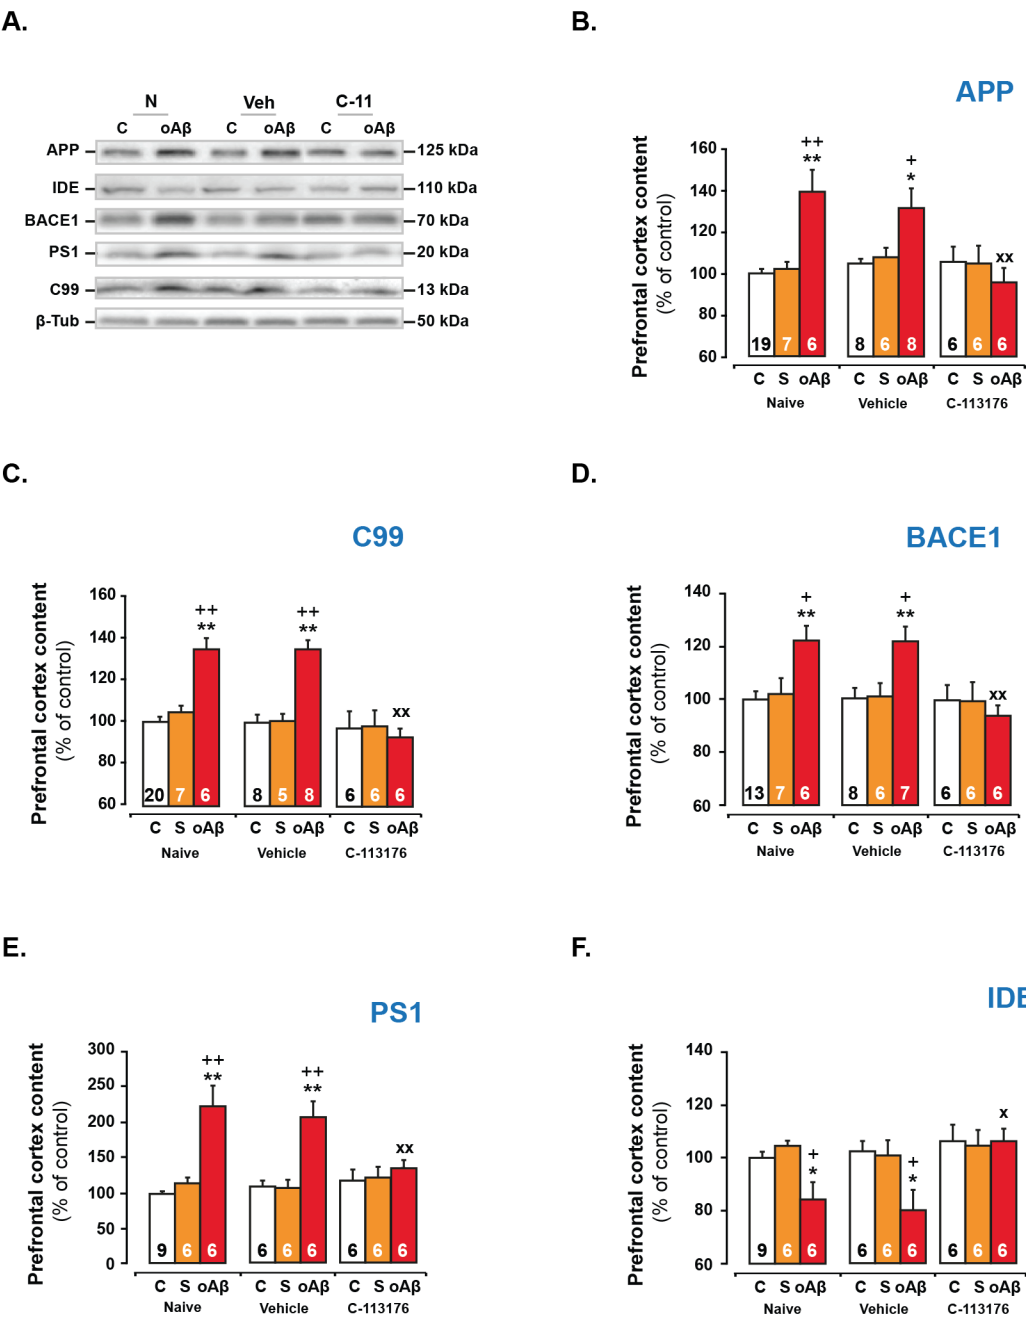 A.
N Veh C-11
C oAβ C oAβ C oAβ
APP 125 kDa
IDE 110 kDa
BACE1 70 kDa
PS1 20 kDa
C99 13 kDa
β-Tub 50 kDa
B.
APP
Prefrontal cortex content
(% of control)
160
140
120
100
80
60
++
**
+
*
xx
19 7 6 8 6 8 6 6 6
C S oAβ C S oAβ C S oAβ
Naive Vehicle C-113176
C.
C99
Prefrontal cortex content
(% of control)
160
140
120
100
80
60
++
**
++
**
xx
20 7 6 8 5 8 6 6 6
C S oAβ C S oAβ C S oAβ
Naive Vehicle C-113176
D.
BACE1
Prefrontal cortex content
(% of control)
140
120
100
80
60
+
**
+
**
xx
13 7 6 8 6 7 6 6 6
C S oAβ C S oAβ C S oAβ
Naive Vehicle C-113176
E.
PS1
Prefrontal cortex content
(% of control)
300
250
200
150
100
50
0
++
**
++
**
xx
9 6 6 6 6 6 6 6 6
C S oAβ C S oAβ C S oAβ
Naive Vehicle C-113176
F.
IDE
Prefrontal cortex content
(% of control)
140
120
100
80
60
+
*
+
*
x
9 6 6 6 6 6 6 6 6
C S oAβ C S oAβ C S oAβ
Naive Vehicle C-113176